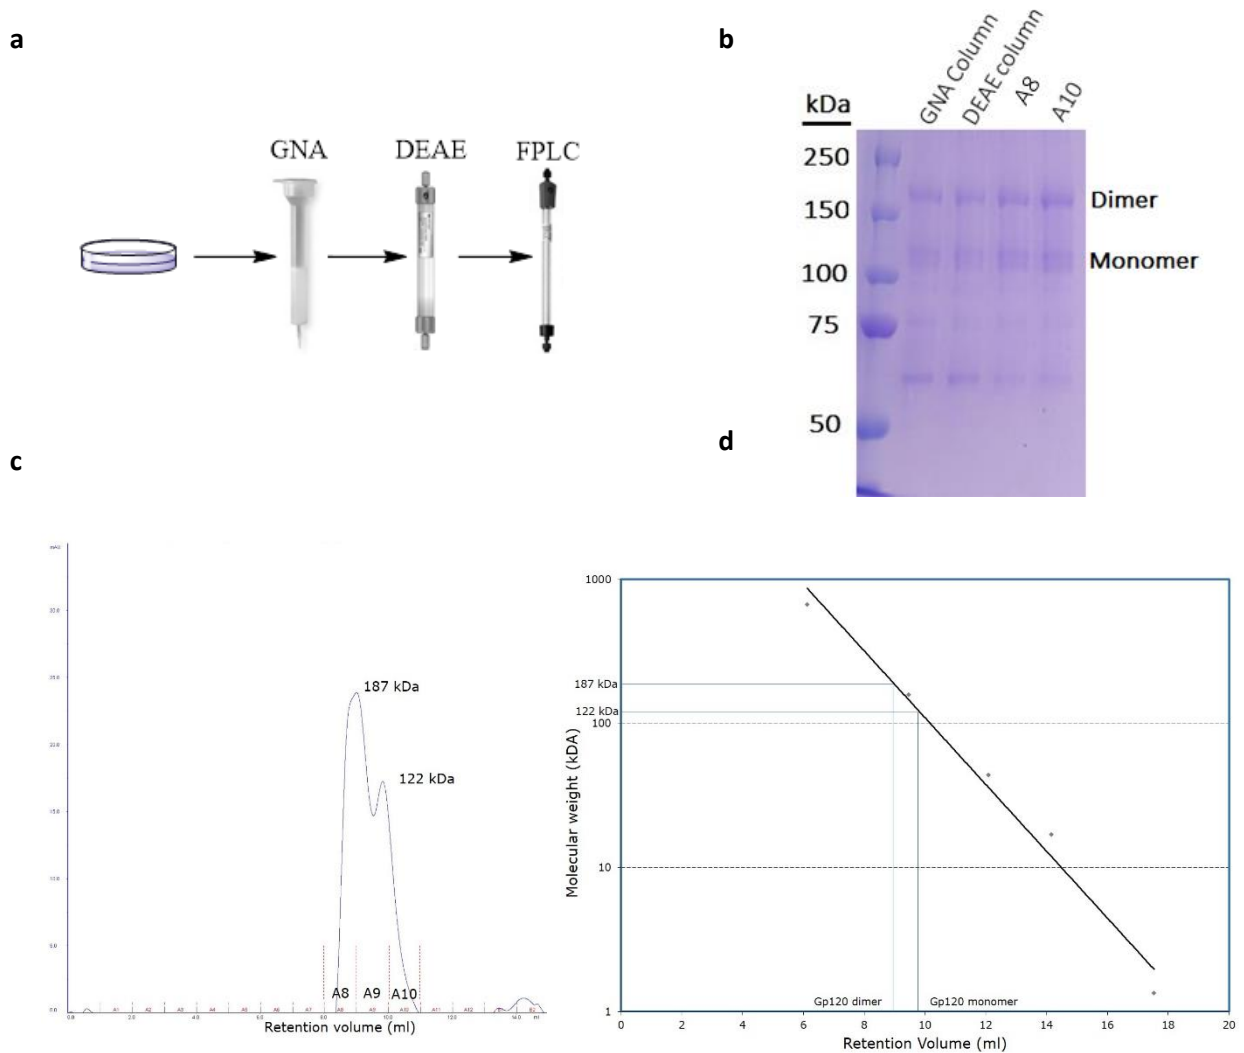 a
GNA
DEAE
FPLC
b
kDa
GNA Column
DEAE column
A8
A10
250
150
100
75
50
Dimer
Monomer
c
187 kDa
122 kDa
A8
A9
A10
Retention volume (ml)
d
1000
187 kDa
122 kDa
100
10
1
Molecular weight (kDA)
Gp120 dimer
Gp120 monomer
0 2 4 6 8 10 12 14 16 18 20
Retention Volume (ml)